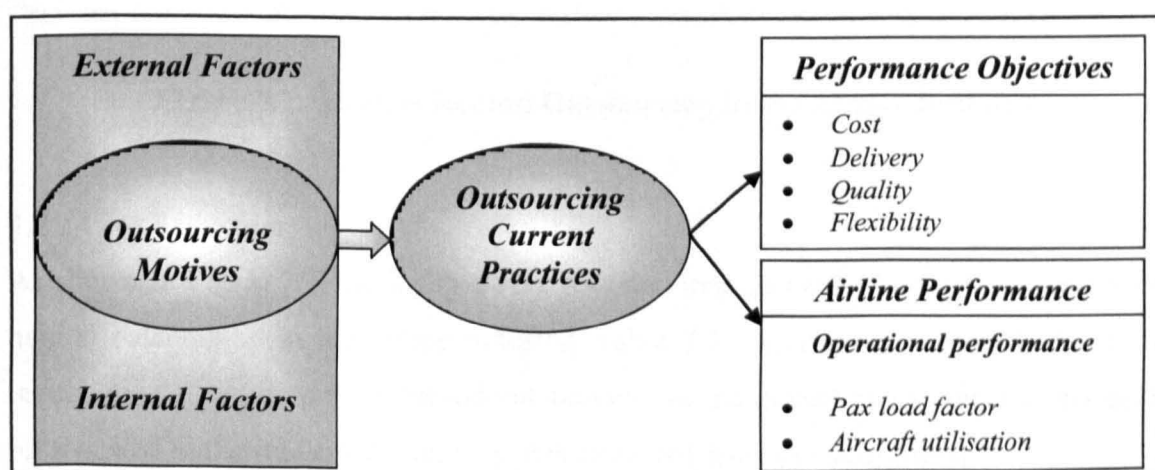 External Factors
Outsourcing
Motives
Internal Factors
Outsourcing
Current
Practices
Performance Objectives
• Cost
• Delivery
• Quality
• Flexibility
Airline Performance
Operational performance
• Pax load factor
• Aircraft utilisation